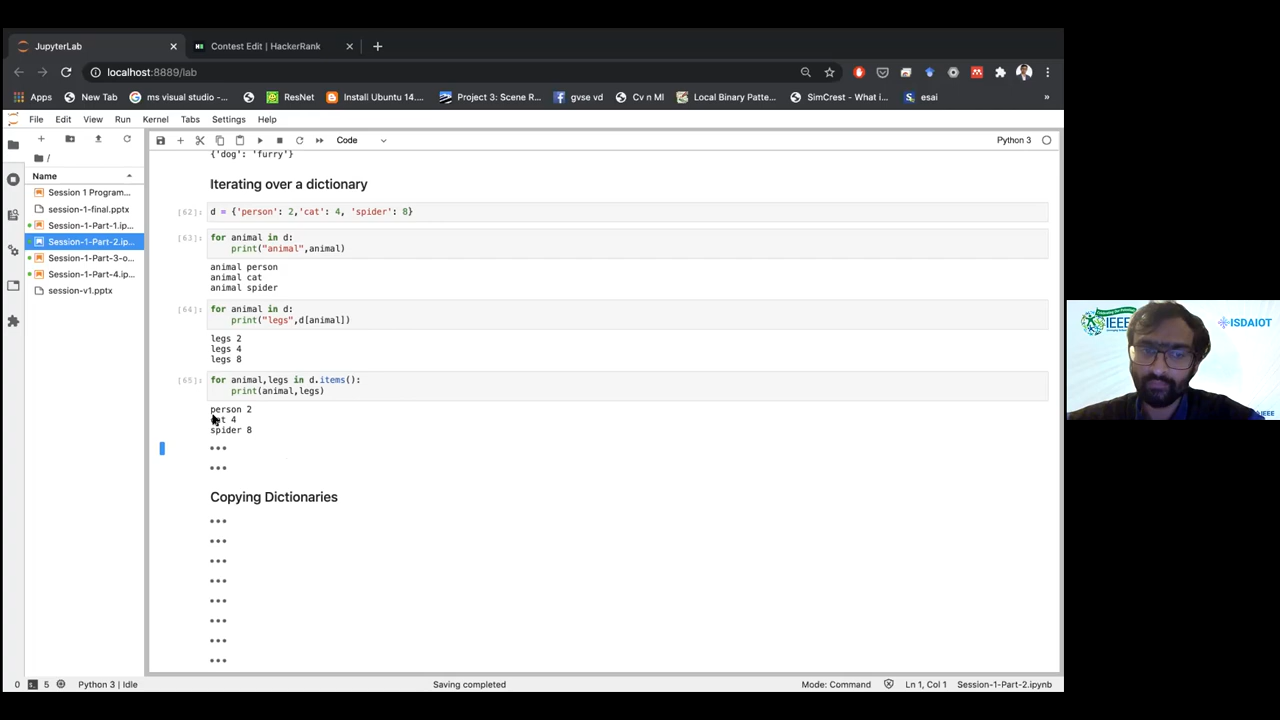 JupyterLab
Contest Edit | HackerRank
localhost:8889/lab
Apps
New Tab
ms visual studio -...
ResNet
Install Ubuntu 14....
Project 3: Scene R...
gvse vd
Cv n Ml
Local Binary Patte...
SimCrest - What i...
esai
»
File Edit View Run Kernel Tabs Settings Help
Code
Python 3
/
Name
Session 1 Program...
session-1-final.pptx
Session-1-Part-1.ip...
Session-1-Part-2.ip...
Session-1-Part-3-o...
Session-1-Part-4.ip...
session-v1.pptx
{'dog': 'furry'}
Iterating over a dictionary
[62]: d = {'person': 2,'cat': 4, 'spider': 8}
[63]: for animal in d:
print("animal",animal)
animal person
animal cat
animal spider
[64]: for animal in d:
print("legs",d[animal])
legs 2
legs 4
legs 8
[65]: for animal,legs in d.items():
print(animal,legs)
person 2
4
spider 8
Copying Dictionaries
0 5 Python 3 | Idle
Saving completed
Mode: Command
Ln 1, Col 1
Session-1-Part-2.ipynb
IEEE
ISDAIOT
IEEE